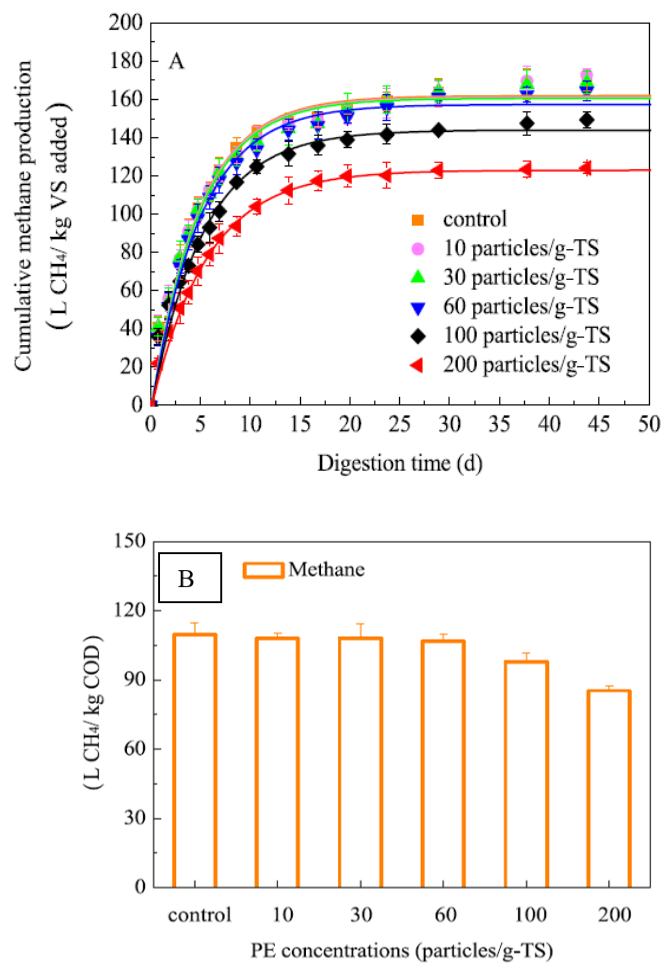 A
Cumulative methane production
( L CH₄/ kg VS added )
200
180
160
140
120
100
80
60
40
20
0
control
10 particles/g-TS
30 particles/g-TS
60 particles/g-TS
100 particles/g-TS
200 particles/g-TS
0 5 10 15 20 25 30 35 40 45 50
Digestion time (d)
B
Methane
( L CH₄/ kg COD)
150
120
90
60
30
0
control 10 30 60 100 200
PE concentrations (particles/g-TS)